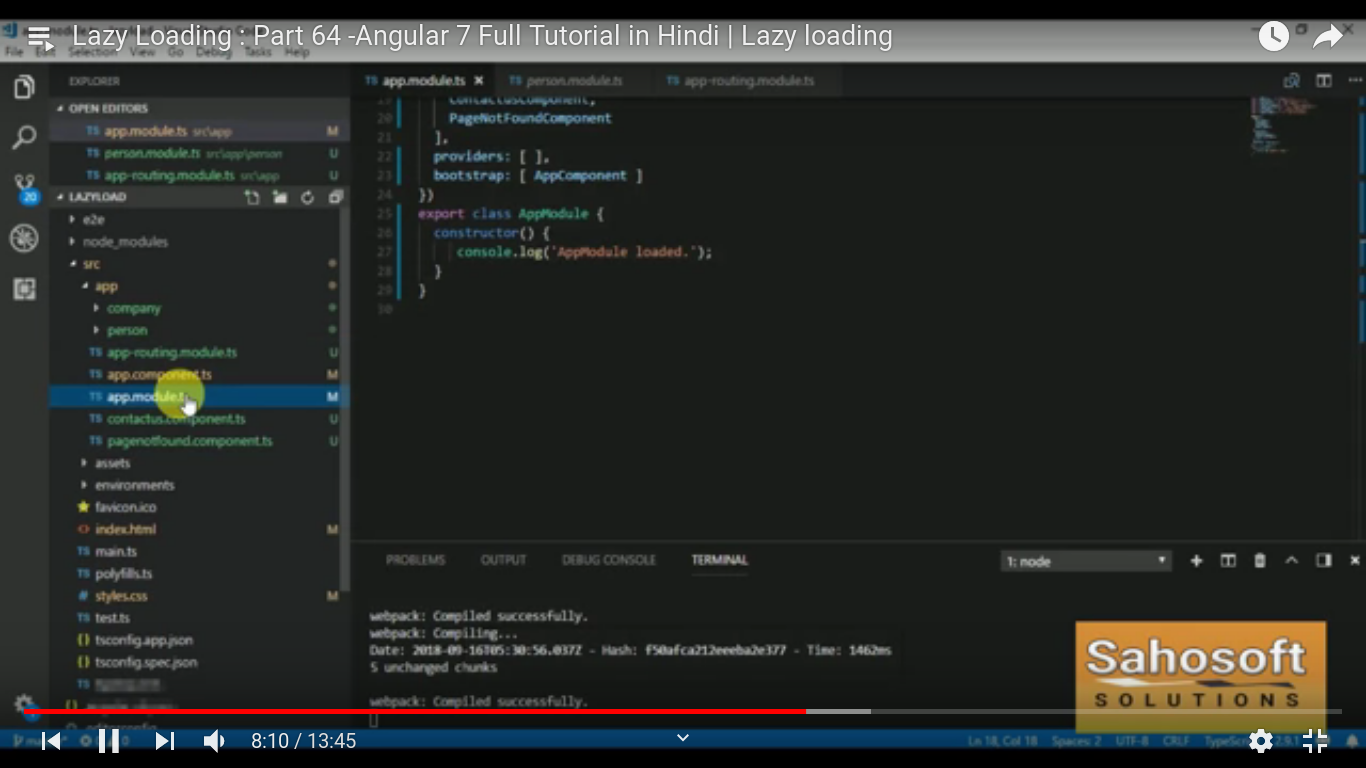 Lazy Loading : Part 64 -Angular 7 Full Tutorial in Hindi | Lazy loading
File Edit Selection View Go Debug Tasks Help
EXPLORER
OPEN EDITORS
TS app.module.ts src\app M
TS person.module.ts src\app\person U
TS app-routing.module.ts src\app U
20
LAZYLOAD
e2e
node_modules
src
app
company
person
TS app-routing.module.ts U
TS app.component.ts M
TS app.module.ts M
TS contactus.component.ts U
TS pagenotfound.component.ts U
assets
environments
favicon.ico
index.html M
TS main.ts
TS polyfills.ts
# styles.css M
TS test.ts
{} tsconfig.app.json
{} tsconfig.spec.json
TS
{}
TS app.module.ts × TS person.module.ts TS app-routing.module.ts
19 ContactusComponent,
20 PageNotFoundComponent
21 ],
22 providers: [ ],
23 bootstrap: [ AppComponent ]
24 })
25 export class AppModule {
26 constructor() {
27 console.log('AppModule loaded.');
28 }
29 }
30
PROBLEMS OUTPUT DEBUG CONSOLE TERMINAL 1: node
webpack: Compiled successfully.
webpack: Compiling...
Date: 2018-09-16T05:30:56.037Z - Hash: f50afca212eeeba2e377 - Time: 1462ms
5 unchanged chunks
webpack: Compiled successfully.
Sahosoft
SOLUTIONS
8:10 / 13:45
Ln 18, Col 18 Spaces: 2 UTF-8 CRLF